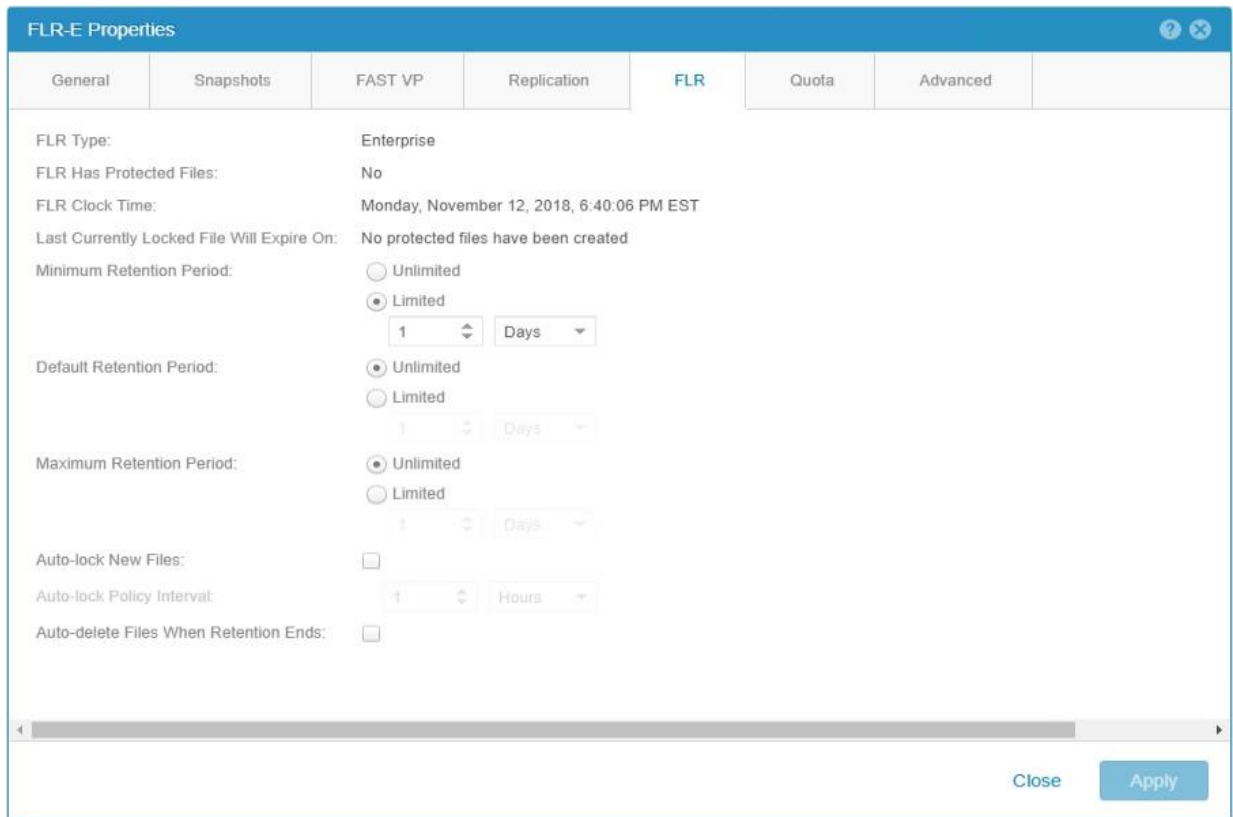 FLR-E Properties
General Snapshots FAST VP Replication FLR Quota Advanced
FLR Type: Enterprise
FLR Has Protected Files: No
FLR Clock Time: Monday, November 12, 2018, 6:40:06 PM EST
Last Currently Locked File Will Expire On: No protected files have been created
Minimum Retention Period: Unlimited
Limited
1 Days
Default Retention Period: Unlimited
Limited
1 Days
Maximum Retention Period: Unlimited
Limited
1 Days
Auto-lock New Files:
Auto-lock Policy Interval: 1 Hours
Auto-delete Files When Retention Ends:
Close Apply